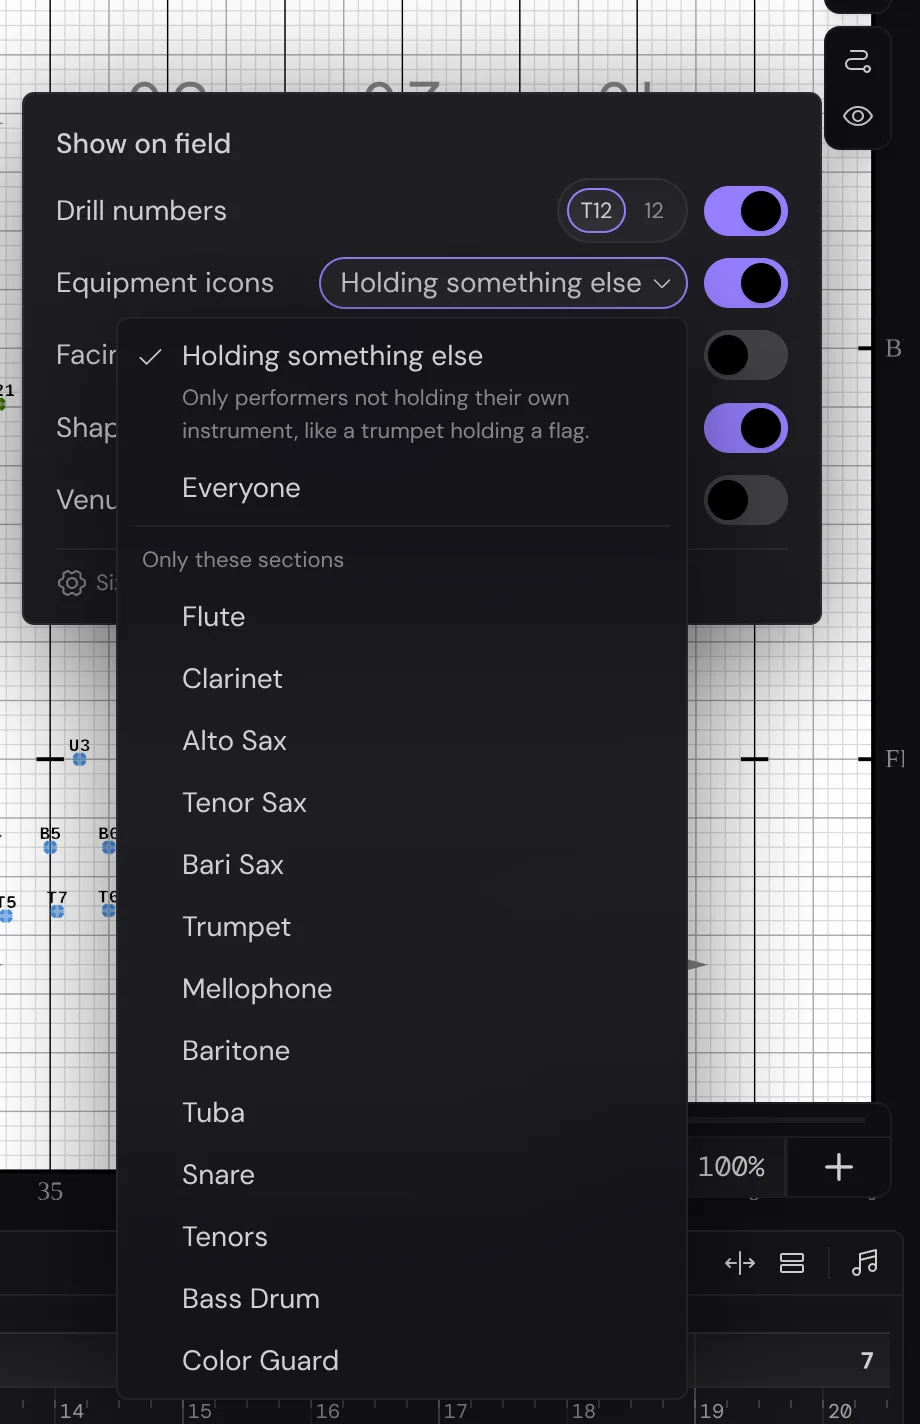 Show on field
Drill numbers
T12
12
Equipment icons
Holding something else
Holding something else
Only performers not holding their own
instrument, like a trumpet holding a flag.
Everyone
Only these sections
Flute
Clarinet
Alto Sax
Tenor Sax
Bari Sax
Trumpet
Mellophone
Baritone
Tuba
Snare
Tenors
Bass Drum
Color Guard
B
21
U3
B5
B6
T5
T7
T6
100%
35
7
14
15
16
17
18
19
20